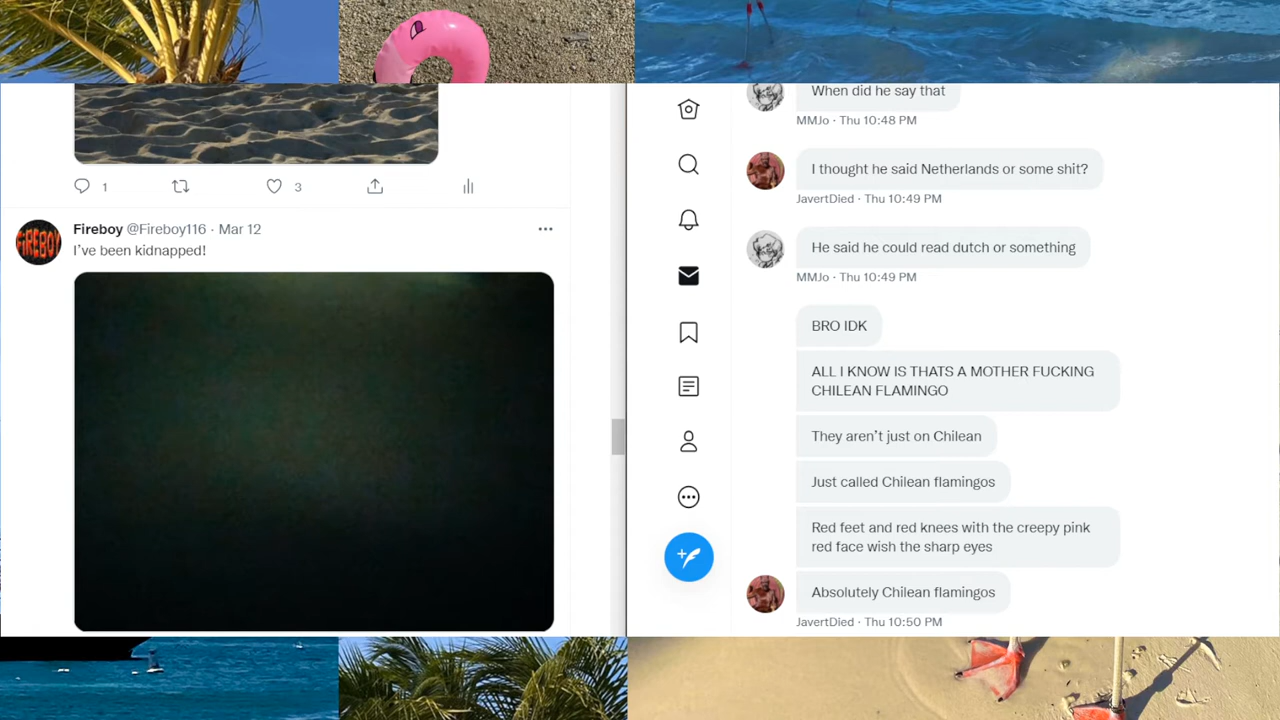 1
3
Fireboy @Fireboy116 · Mar 12
I've been kidnapped!
FIREBOY
When did he say that
MMJo · Thu 10:48 PM
I thought he said Netherlands or some shit?
JavertDied · Thu 10:49 PM
He said he could read dutch or something
MMJo · Thu 10:49 PM
BRO IDK
ALL I KNOW IS THATS A MOTHER FUCKING
CHILEAN FLAMINGO
They aren't just on Chilean
Just called Chilean flamingos
Red feet and red knees with the creepy pink
red face wish the sharp eyes
Absolutely Chilean flamingos
JavertDied · Thu 10:50 PM